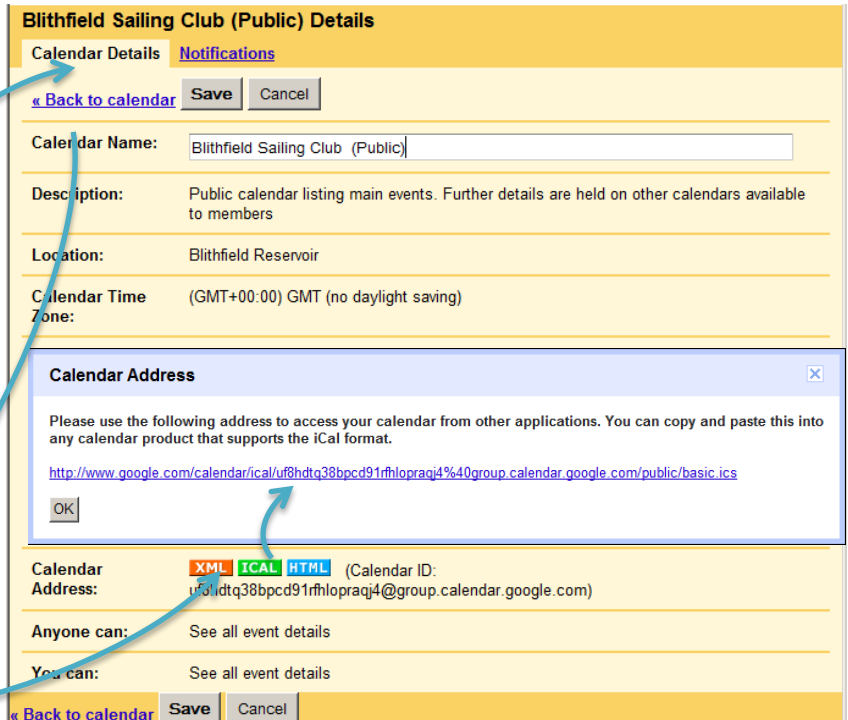 Blithfield Sailing Club (Public) Details
Calendar Details Notifications
« Back to calendar Save Cancel
Calendar Name: Blithfield Sailing Club (Public)
Description: Public calendar listing main events. Further details are held on other calendars available
to members
Location: Blithfield Reservoir
Calendar Time (GMT+00:00) GMT (no daylight saving)
Zone:
Calendar Address
Please use the following address to access your calendar from other applications. You can copy and paste this into
any calendar product that supports the iCal format.
http://www.google.com/calendar/ical/uf8hdtq38bpcd91rfhlopraqj4%40group.calendar.google.com/public/basic.ics
OK
Calendar XML ICAL HTML (Calendar ID:
Address: uf8hdtq38bpcd91rfhlopraqj4@group.calendar.google.com)
Anyone can: See all event details
You can: See all event details
« Back to calendar Save Cancel